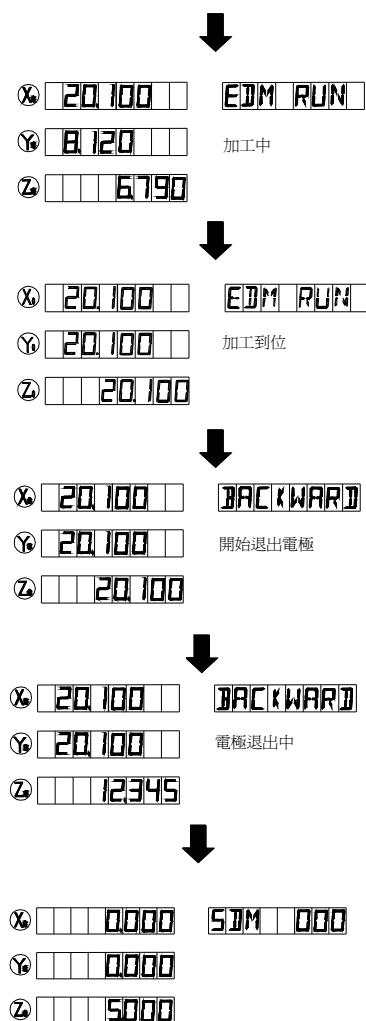 X 20.100 EDM RUN
Y 8.120 加工中
Z 6.790
X 20.100 EDM RUN
Y 20.100 加工到位
Z 20.100
X 20.100 BACKWARD
Y 20.100 開始退出電極
Z 20.100
X 20.100 BACKWARD
Y 20.100 電極退出中
Z 12.345
X 0.000 SDM 000
Y 0.000
Z 5.000